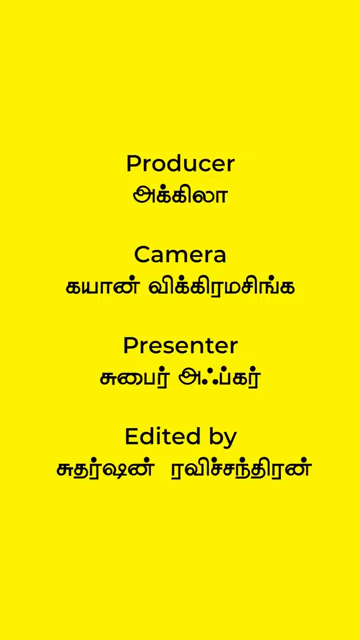 Producer
அக்கிலா
Camera
கயான் விக்கிரமசிங்க
Presenter
சுபைர் அஃப்கர்
Edited by
சுதர்ஷன் ரவிச்சந்திரன்